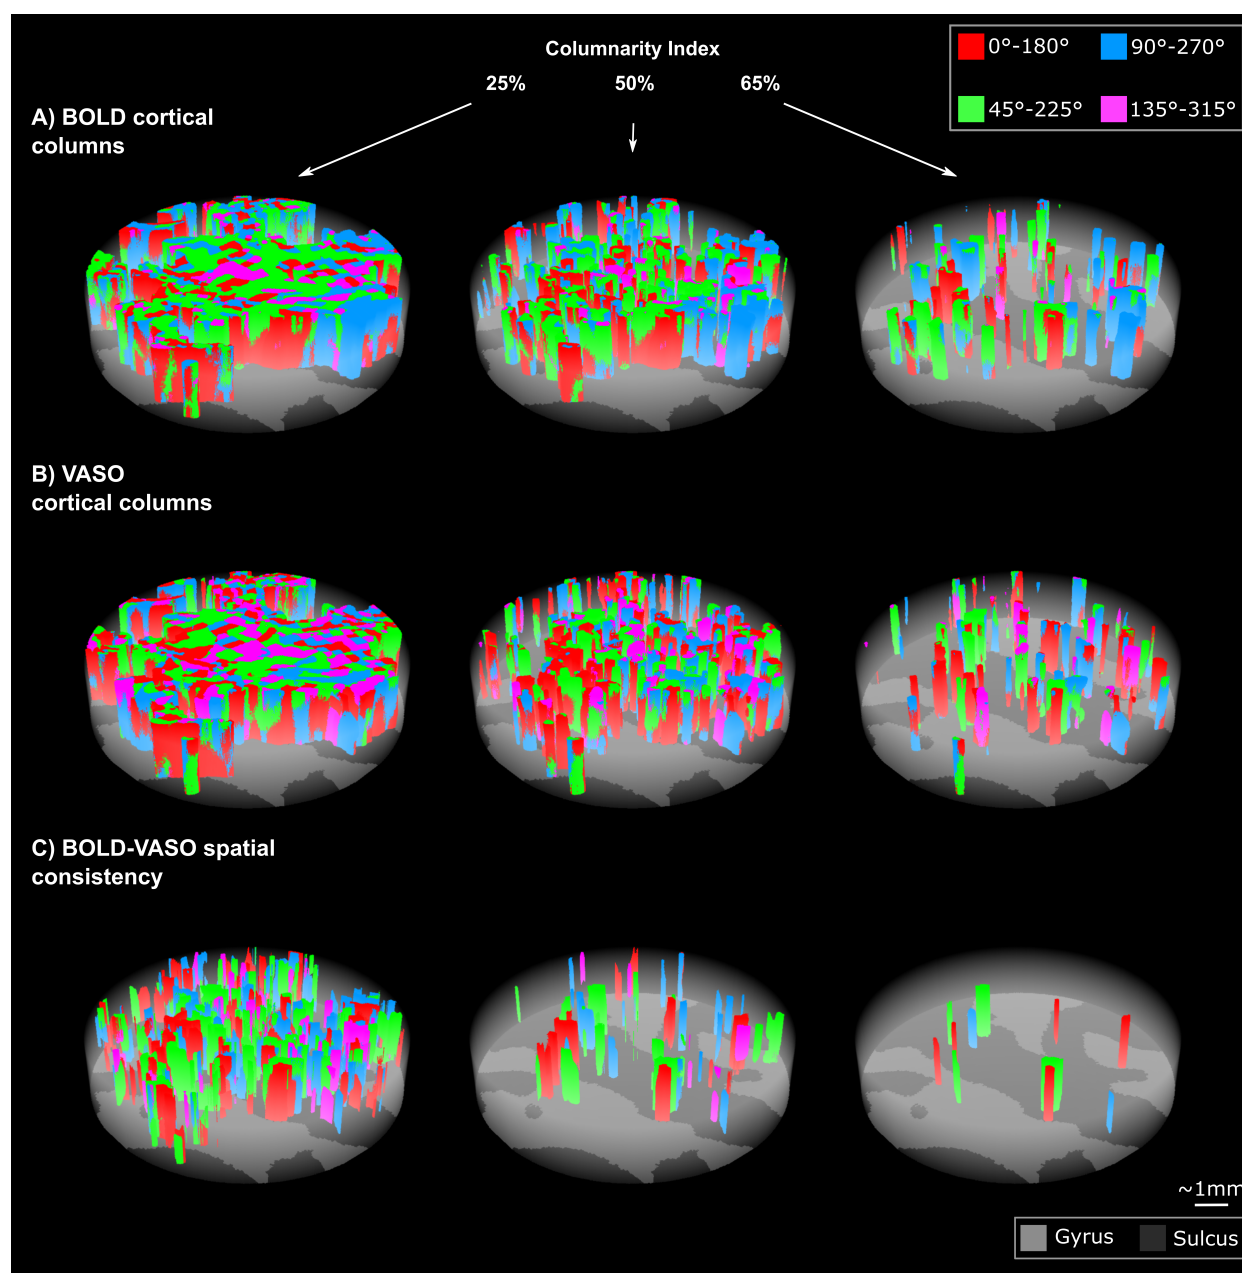 Columnarity Index
25% 50% 65%
0°-180° 90°-270°
45°-225° 135°-315°
A) BOLD cortical
columns
B) VASO
cortical columns
C) BOLD-VASO spatial
consistency
~1mm
Gyrus Sulcus